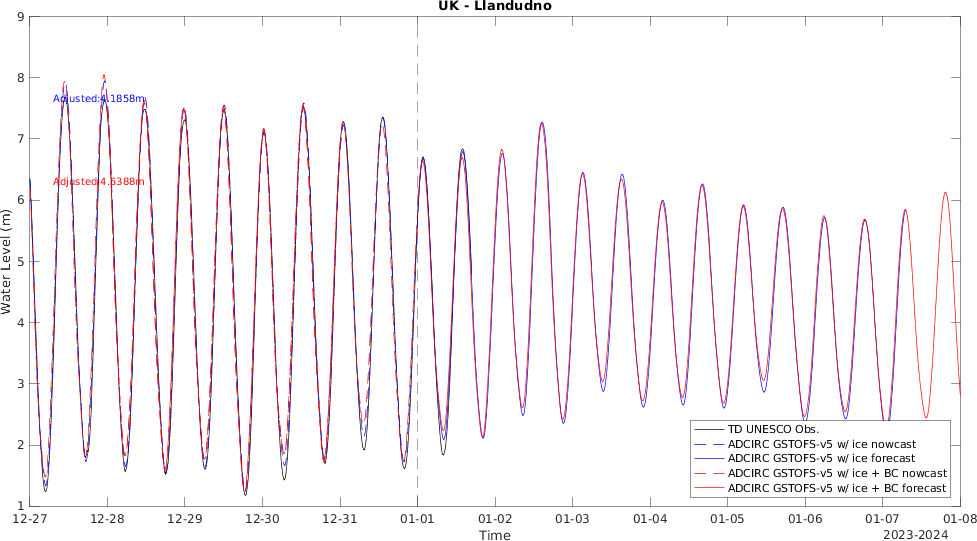 UK - Llandudno
9
8
7
6
5
4
3
2
1
Water Level (m)
Adjusted:4.1858m
Adjusted:4.6388m
TD UNESCO Obs.
ADCIRC GSTOFS-v5 w/ ice nowcast
ADCIRC GSTOFS-v5 w/ ice forecast
ADCIRC GSTOFS-v5 w/ ice + BC nowcast
ADCIRC GSTOFS-v5 w/ ice + BC forecast
12-27 12-28 12-29 12-30 12-31 01-01 01-02 01-03 01-04 01-05 01-06 01-07 01-08
Time
2023-2024